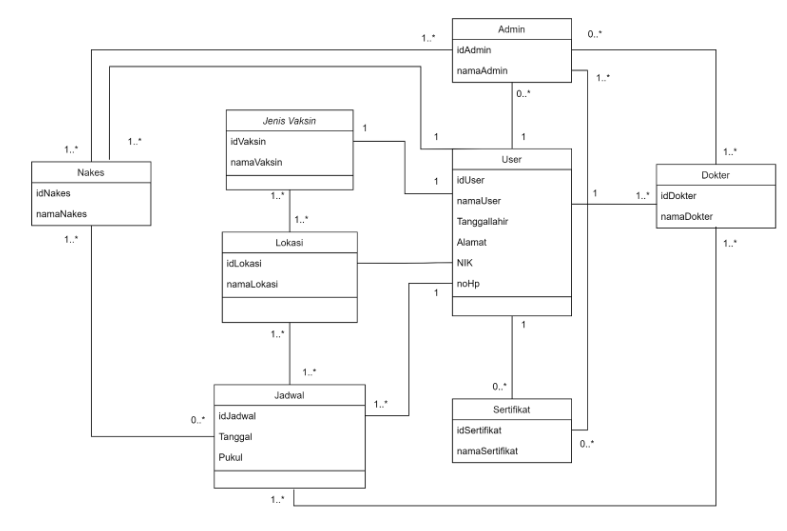 Admin
idAdmin
namaAdmin
1..*
0..*
1..*
0..*
Jenis Vaksin
idVaksin
namaVaksin
1
1..*
1
1
1
1..*
1..*
1..*
Nakes
idNakes
namaNakes
1..*
User
idUser
namaUser
Tanggallahir
Alamat
NIK
noHp
1
1
1..*
1..*
Dokter
idDokter
namaDokter
1..*
1..*
Lokasi
idLokasi
namaLokasi
1..*
1..*
Jadwal
idJadwal
Tanggal
Pukul
0..*
1..*
1..*
1
0..*
Sertifikat
idSertifikat
namaSertifikat
0..*